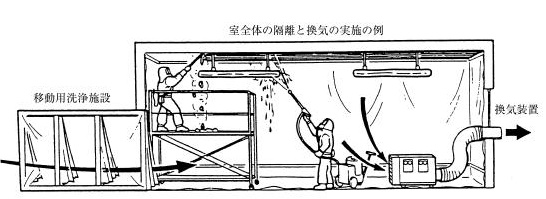 室全体の隔離と換気の実施の例
移動用洗浄施設
換気装置